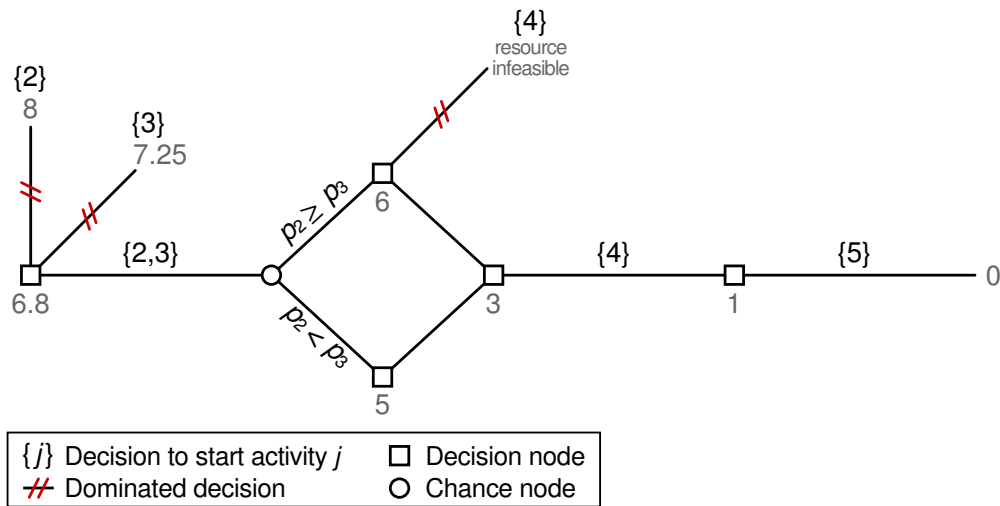 {4}
resource
infeasible
{2}
8
{3}
7.25
p₂ ≥ p₃
6
{2,3}
{4}
{5}
6.8
3
1
0
p₂ < p₃
5
{j} Decision to start activity j
Decision node
Dominated decision
Chance node